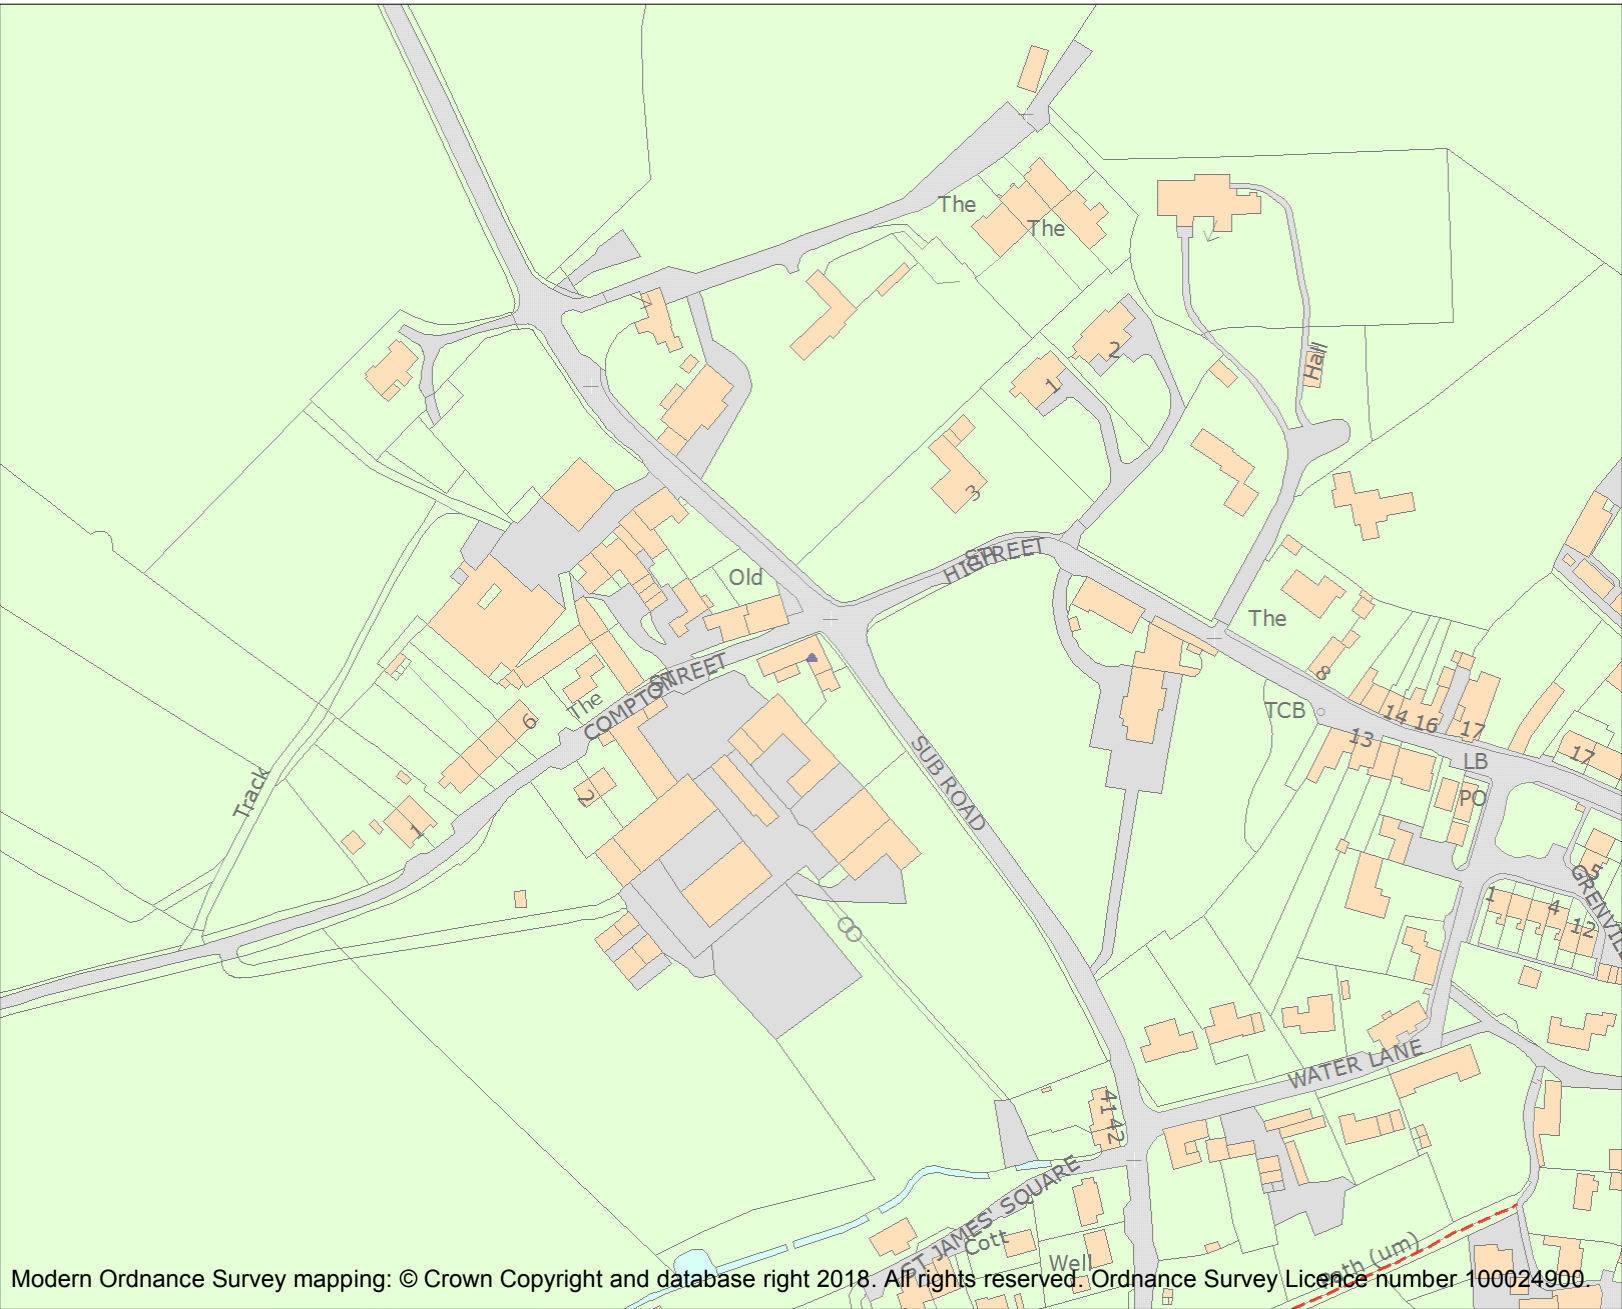 The
The
Hall
2
1
3
HIGH STREET
Old
The
8
COMPTON STREET
The
6
TCB
14
16
17
13
LB
17
PO
SUB ROAD
Track
2
1
5
1
4
12
WATER LANE
41
42
ST JAMES' SQUARE
Cott
Well
Path (um)
Modern Ordnance Survey mapping: © Crown Copyright and database right 2018. All rights reserved. Ordnance Survey Licence number 100024900.